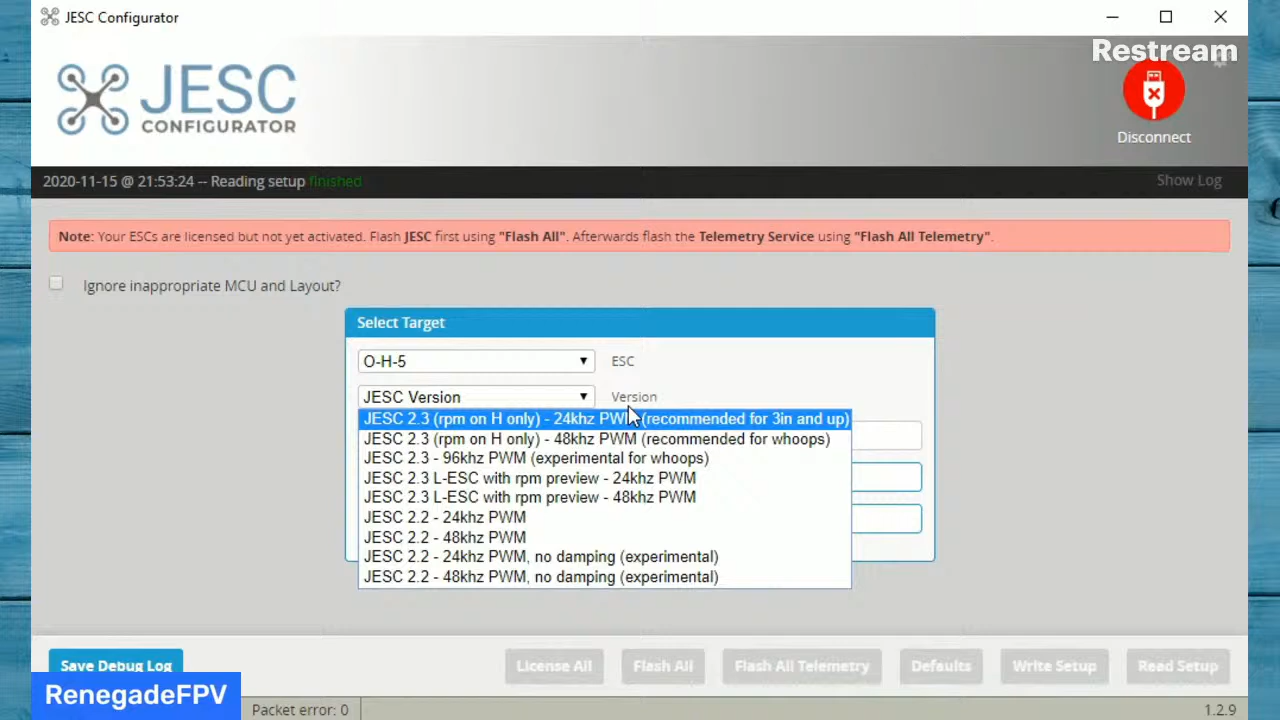 JESC Configurator
Restream
JESC
CONFIGURATOR
Disconnect
2020-11-15 @ 21:53:24 -- Reading setup finished
Show Log
Note: Your ESCs are licensed but not yet activated. Flash JESC first using "Flash All". Afterwards flash the Telemetry Service using "Flash All Telemetry".
Ignore inappropriate MCU and Layout?
Select Target
O-H-5 ESC
JESC Version Version
JESC 2.3 (rpm on H only) - 24khz PWM (recommended for 3in and up)
JESC 2.3 (rpm on H only) - 48khz PWM (recommended for whoops)
JESC 2.3 - 96khz PWM (experimental for whoops)
JESC 2.3 L-ESC with rpm preview - 24khz PWM
JESC 2.3 L-ESC with rpm preview - 48khz PWM
JESC 2.2 - 24khz PWM
JESC 2.2 - 48khz PWM
JESC 2.2 - 24khz PWM, no damping (experimental)
JESC 2.2 - 48khz PWM, no damping (experimental)
Save Debug Log License All Flash All Flash All Telemetry Defaults Write Setup Read Setup
RenegadeFPV
Packet error: 0
1.2.9